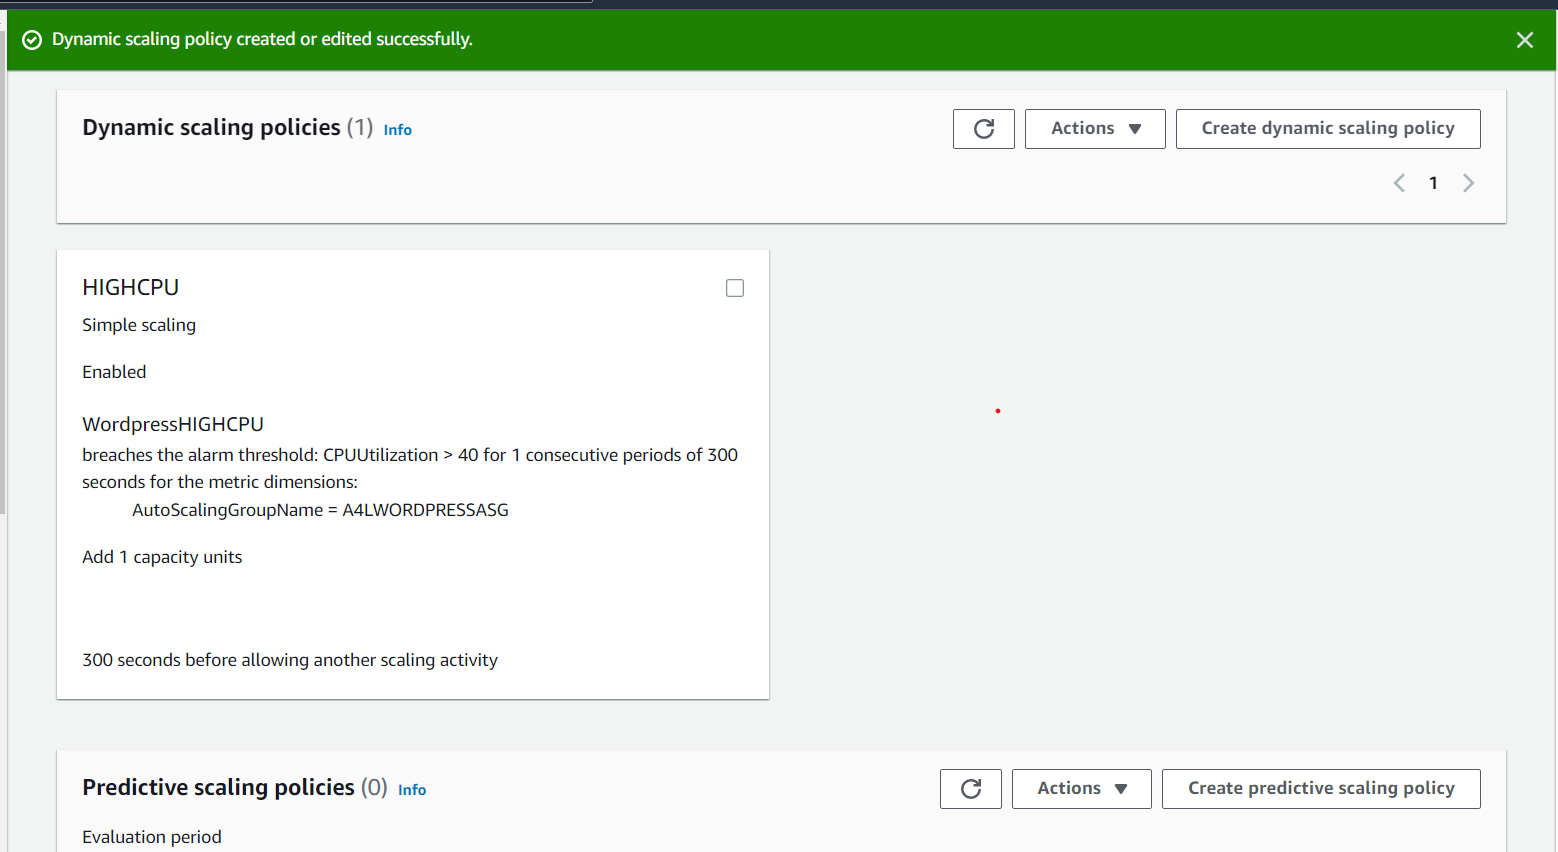 Dynamic scaling policy created or edited successfully.
Dynamic scaling policies (1) Info
Actions
Create dynamic scaling policy
1
HIGHCPU
Simple scaling
Enabled
WordpressHIGHCPU
breaches the alarm threshold: CPUUtilization > 40 for 1 consecutive periods of 300
seconds for the metric dimensions:
AutoScalingGroupName = A4LWORDPRESSASG
Add 1 capacity units
300 seconds before allowing another scaling activity
Predictive scaling policies (0) Info
Actions
Create predictive scaling policy
Evaluation period